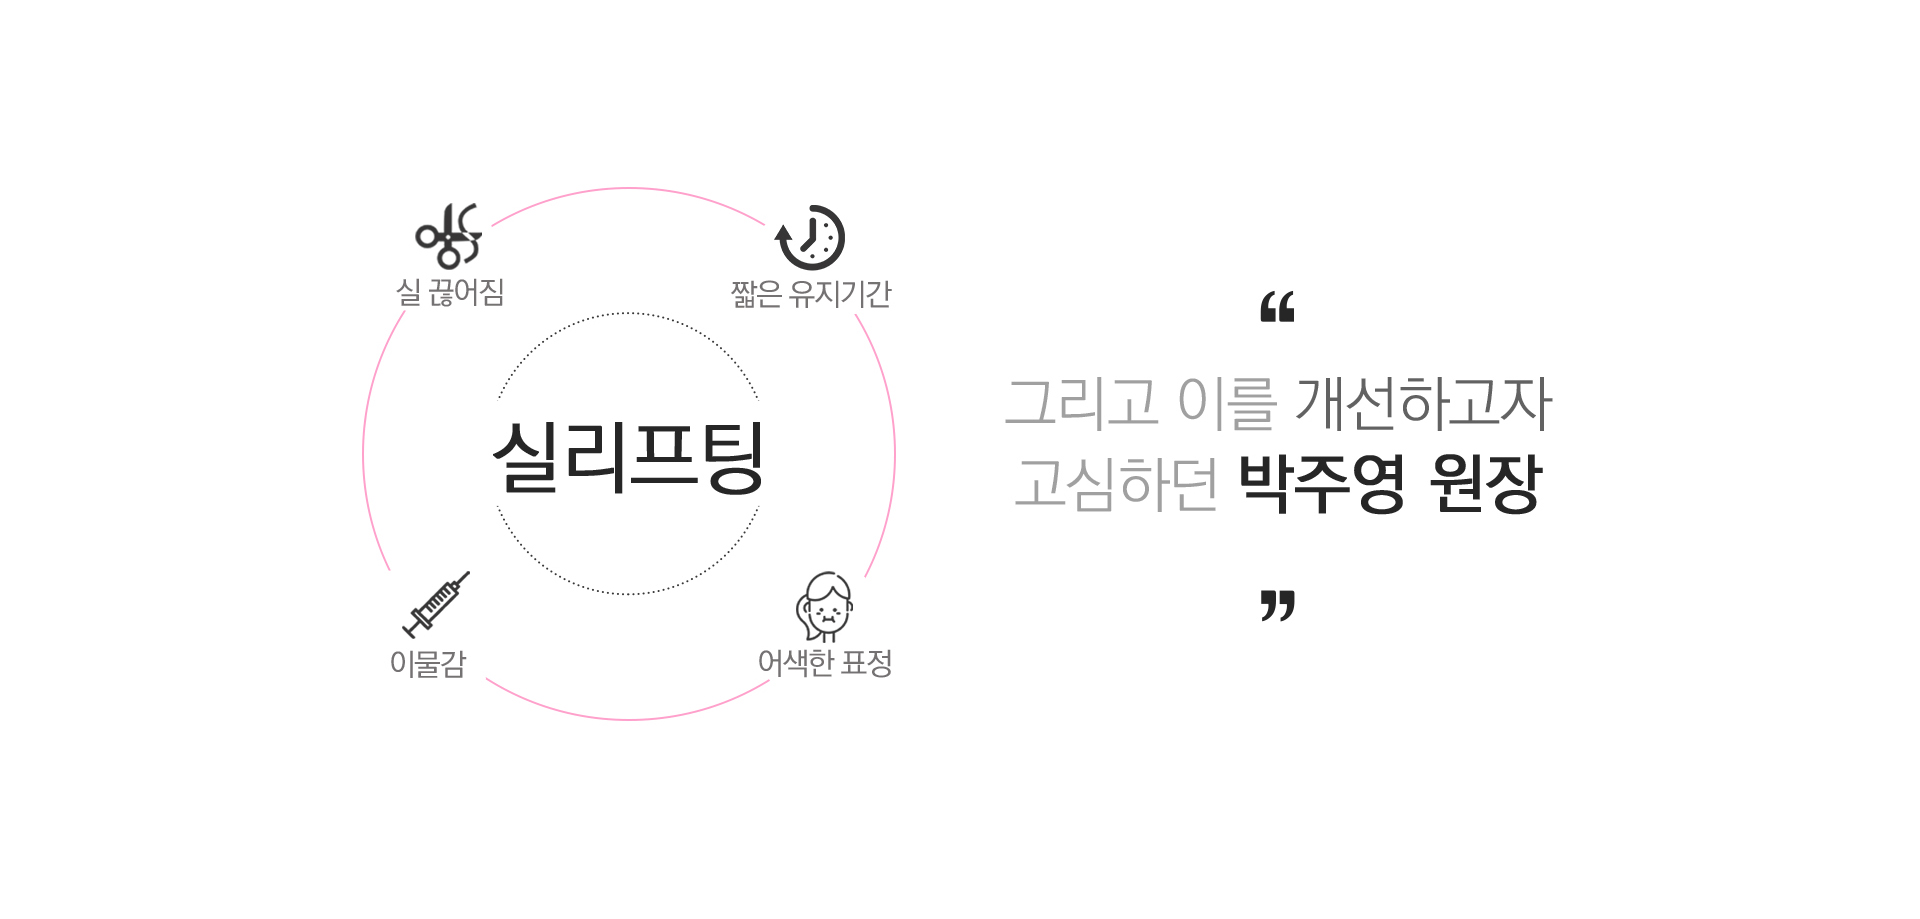 실 끊어짐
짧은 유지기간
실리프팅
이물감
어색한 표정
“
그리고 이를 개선하고자
고심하던 박주영 원장
”